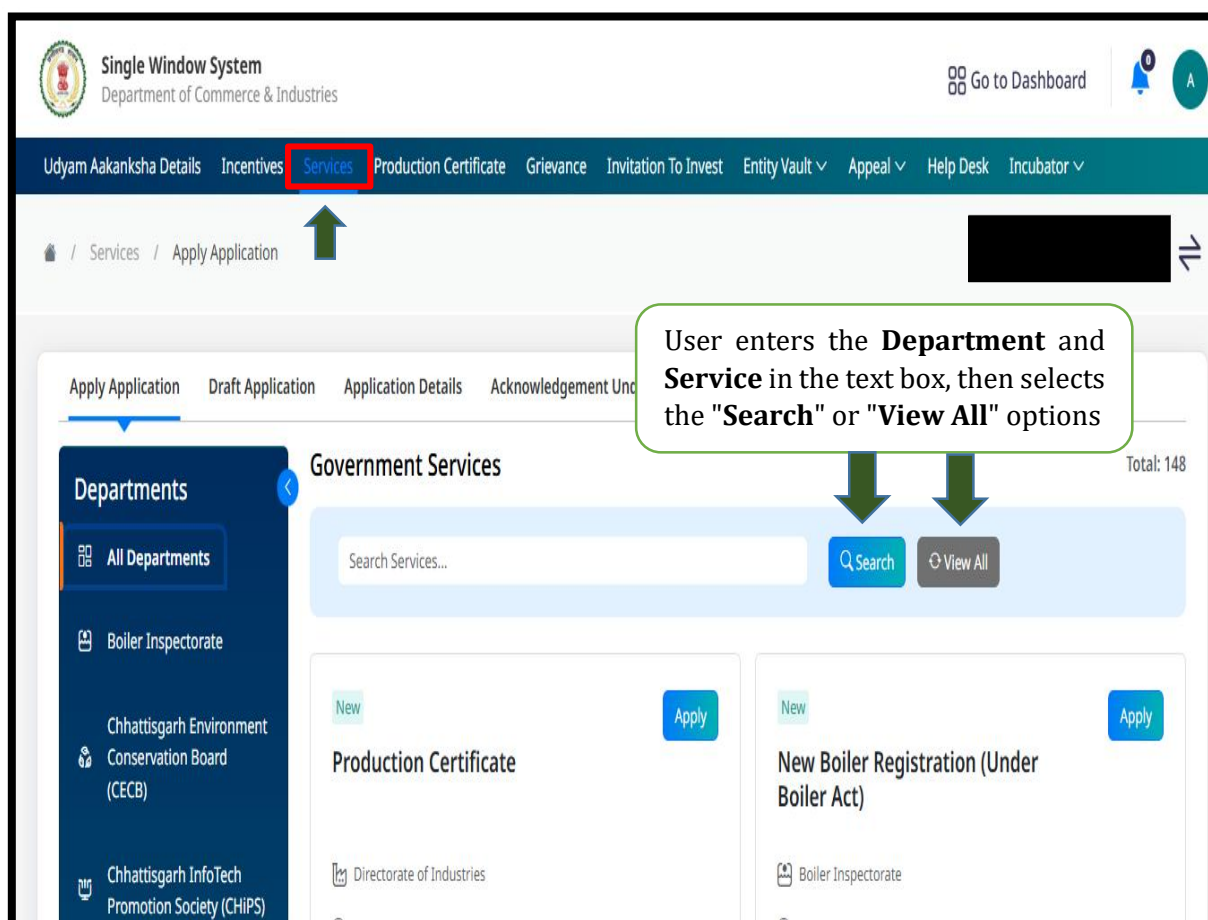 Single Window System
Department of Commerce & Industries
Go to Dashboard
0
A
Udyam Aakanksha Details Incentives Services Production Certificate Grievance Invitation To Invest Entity Vault Appeal Help Desk Incubator
/ Services / Apply Application
User enters the Department and
Service in the text box, then selects
the "Search" or "View All" options
Apply Application Draft Application Application Details Acknowledgement Und
Departments
All Departments
Boiler Inspectorate
Chhattisgarh Environment
Conservation Board
(CECB)
Chhattisgarh InfoTech
Promotion Society (CHiPS)
Government Services
Total: 148
Search Services...
Search
View All
New
Apply
Production Certificate
Directorate of Industries
New
Apply
New Boiler Registration (Under
Boiler Act)
Boiler Inspectorate